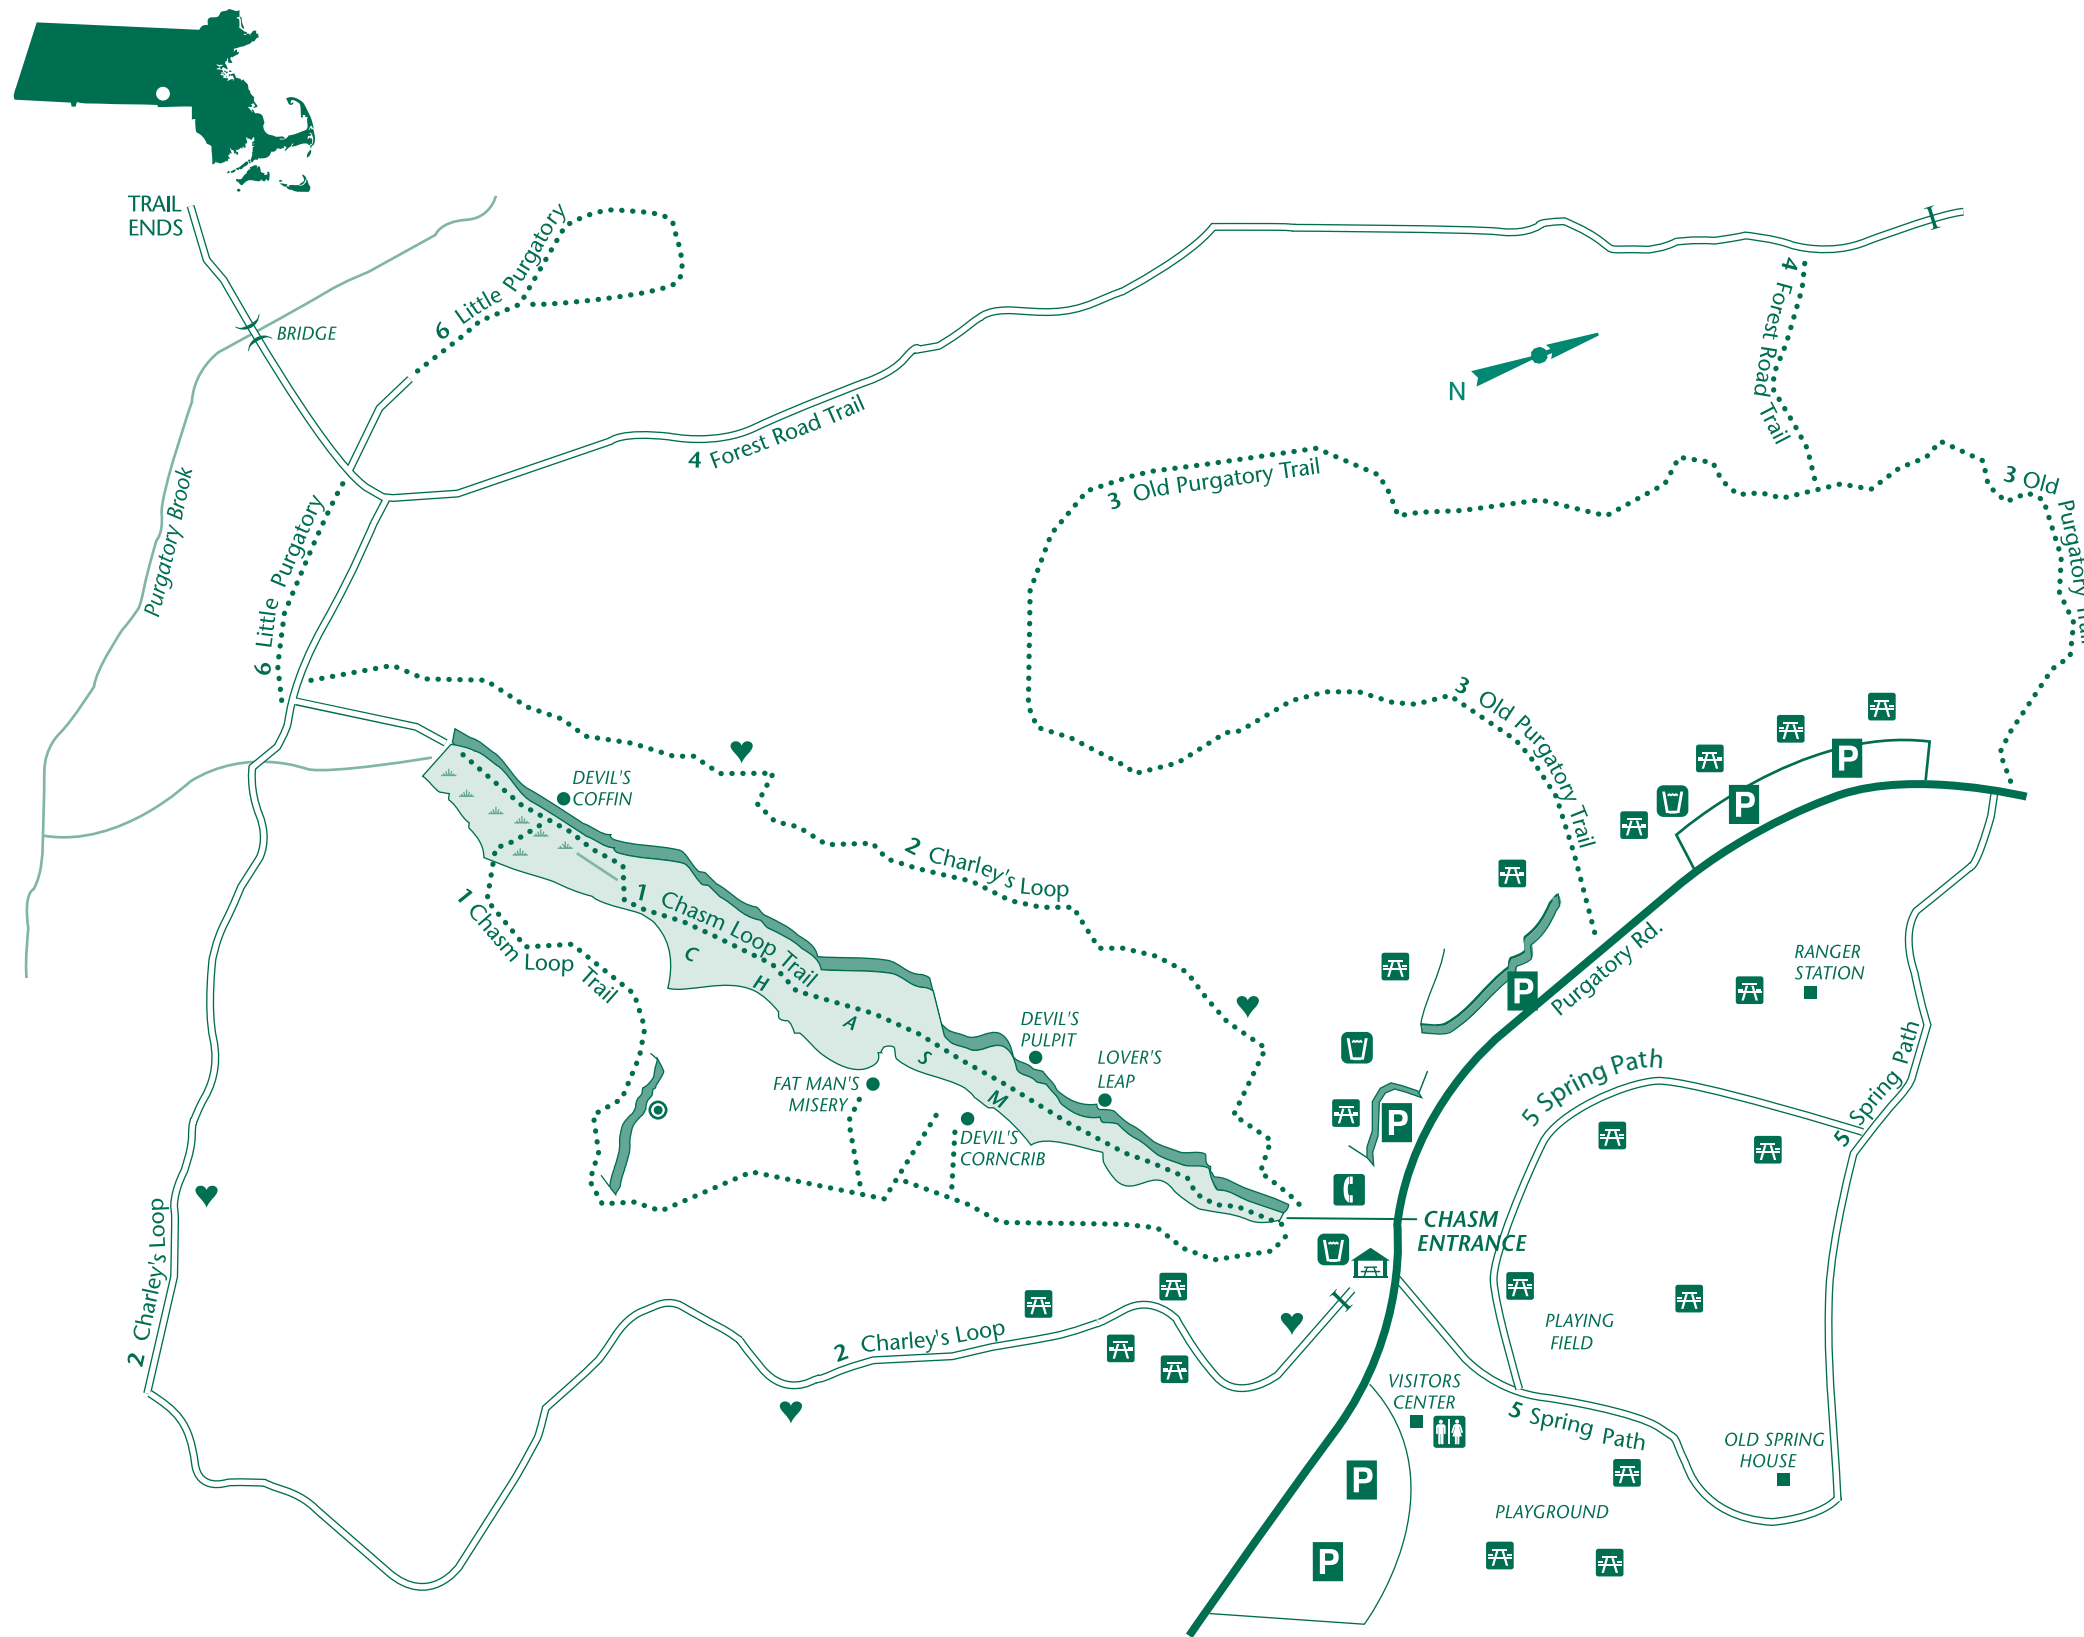 TRAIL
ENDS
6 Little Purgatory
BRIDGE
4 Forest Road Trail
N
4 Forest Road Trail
3 Old Purgatory Trail
3 Old Purgatory Trail
Purgatory Brook
6 Little Purgatory
3 Old Purgatory Trail
P
P
DEVIL'S
COFFIN
2 Charley's Loop
1 Chasm Loop Trail
1 Chasm Loop Trail
CHASM
P
Purgatory Rd.
RANGER
STATION
DEVIL'S
PULPIT
LOVER'S
LEAP
FAT MAN'S
MISERY
DEVIL'S
CORNCRIB
P
5 Spring Path
5 Spring Path
CHASM
ENTRANCE
2 Charley's Loop
2 Charley's Loop
PLAYING
FIELD
VISITORS
CENTER
5 Spring Path
OLD SPRING
HOUSE
P
PLAYGROUND
P